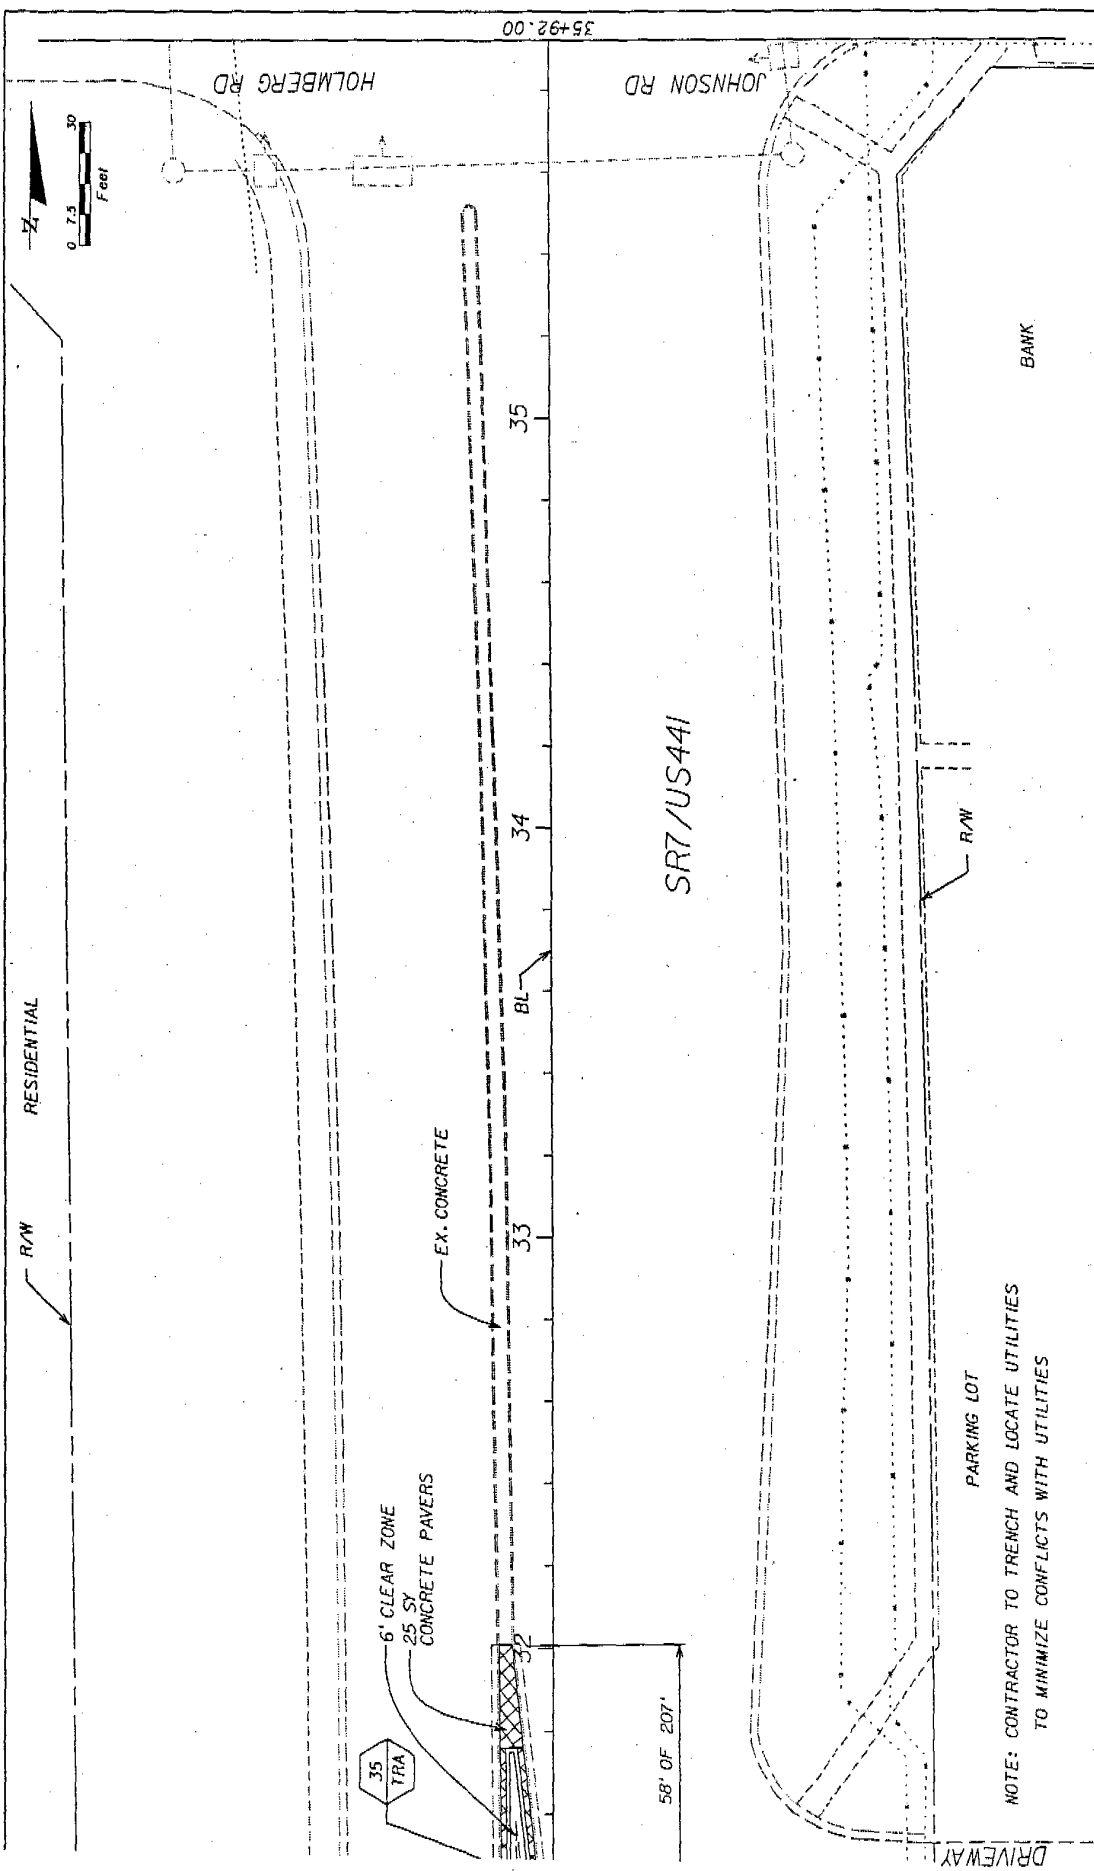 35+92.00
HOLMBERG RD
JOHNSON RD
N
0 7.5 30
Feet
BANK
35
SR7/US441
34
R/W
BL
RESIDENTIAL
R/W
EX. CONCRETE
33
6' CLEAR ZONE
25 SY
CONCRETE PAVERS
32
35
TRA
58' OF 207'
PARKING LOT
NOTE: CONTRACTOR TO TRENCH AND LOCATE UTILITIES
TO MINIMIZE CONFLICTS WITH UTILITIES
DRIVEWAY